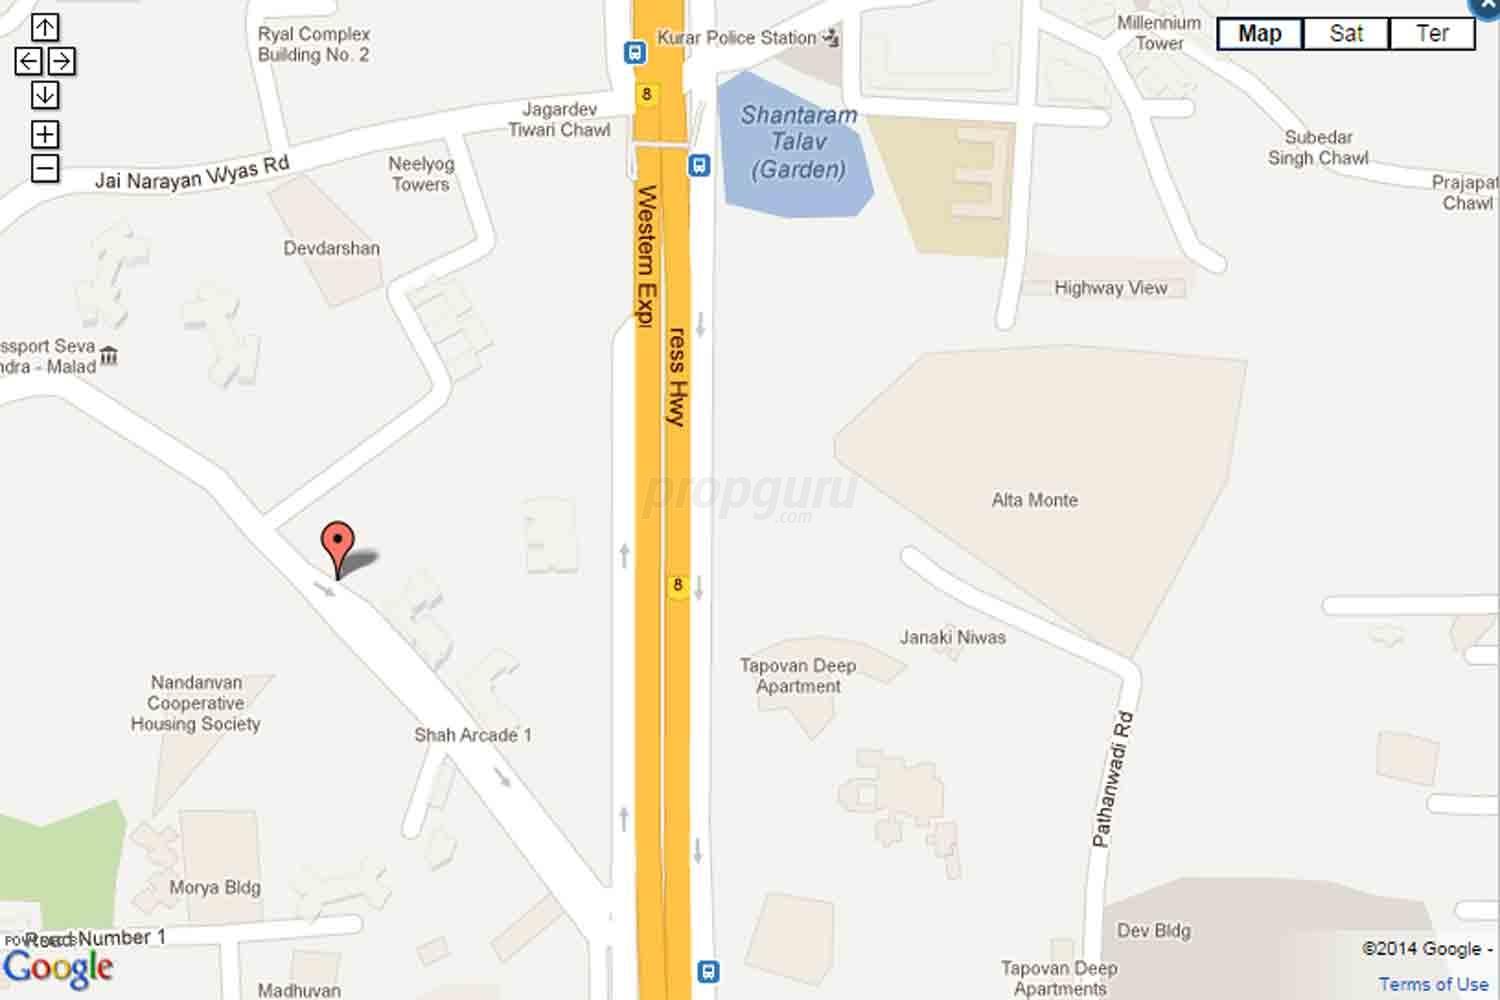 Map
Sat
Ter
Ryal Complex
Building No. 2
Kurar Police Station
Millennium
Tower
8
Jagardev
Tiwari Chawl
Shantaram
Talav
(Garden)
Subedar
Singh Chawl
Jai Narayan Wyas Rd
Neelyog
Towers
Prajapat
Chawl
Devdarshan
Western Exp
ress Hwy
Highway View
ssport Seva
ndra - Malad
propguru
.com
Alta Monte
8
Janaki Niwas
Tapovan Deep
Apartment
Nandanvan
Cooperative
Housing Society
Shah Arcade 1
Pathanwadi Rd
Morya Bldg
Dev Bldg
Road Number 1
Google
Madhuvan
Tapovan Deep
Apartments
©2014 Google -
Terms of Use